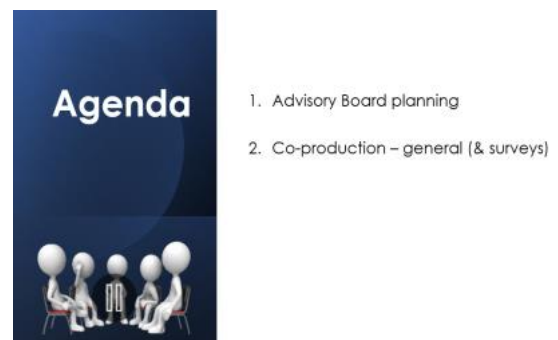 Agenda
1. Advisory Board planning
2. Co-production – general (& surveys)